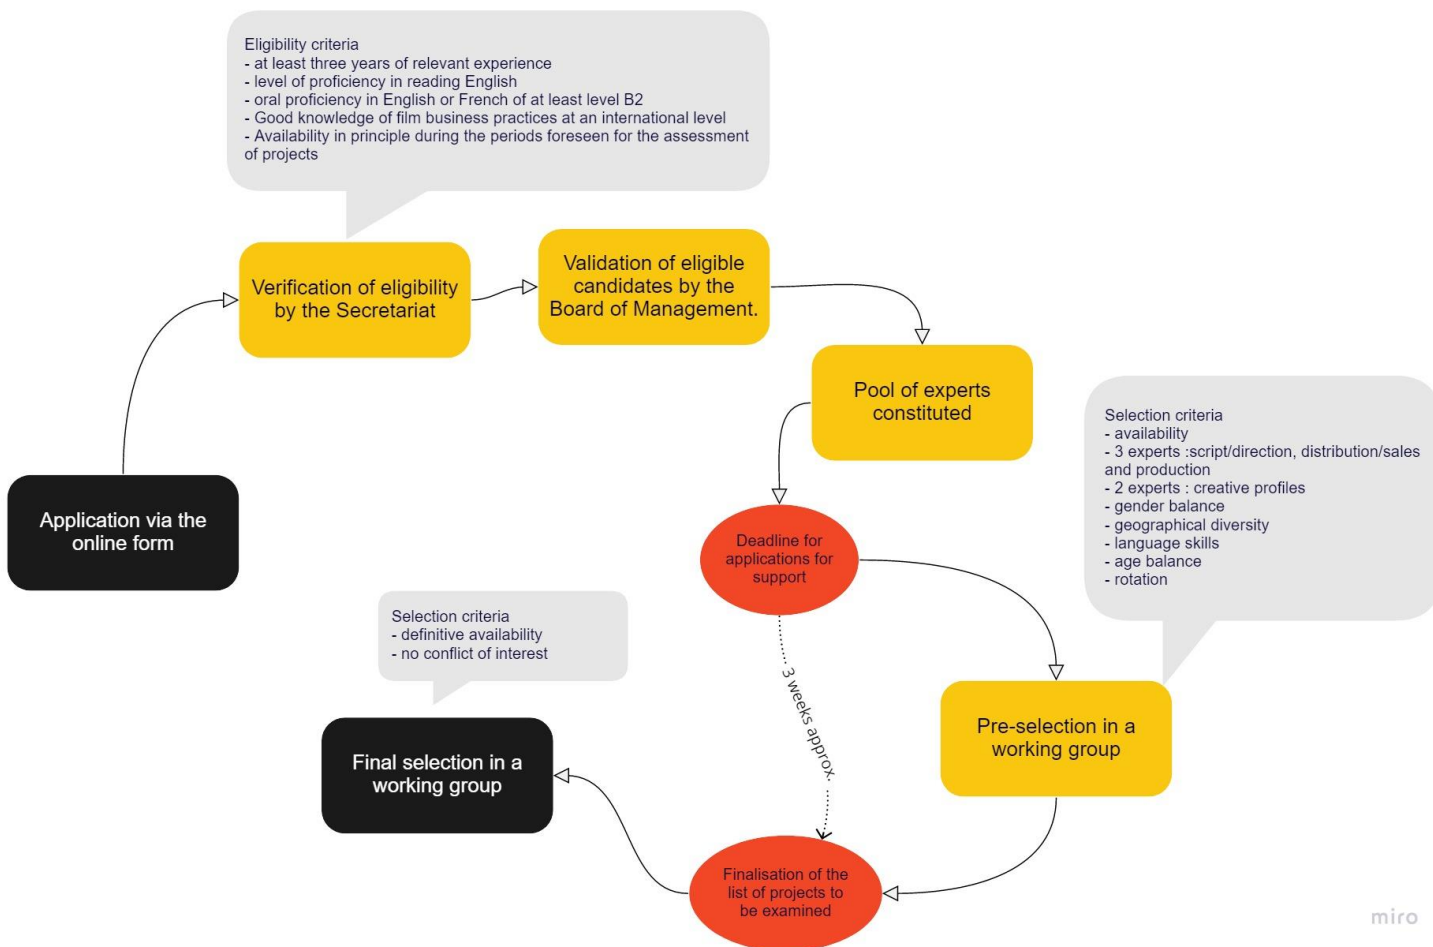 Eligibility criteria
- at least three years of relevant experience
- level of proficiency in reading English
- oral proficiency in English or French of at least level B2
- Good knowledge of film business practices at an international level
- Availability in principle during the periods foreseen for the assessment
of projects
Verification of eligibility
by the Secretariat
Validation of eligible
candidates by the
Board of Management.
Pool of experts
constituted
Selection criteria
- availability
- 3 experts :script/direction, distribution/sales
and production
- 2 experts : creative profiles
- gender balance
- geographical diversity
- language skills
- age balance
- rotation
Application via the
online form
Deadline for
applications for
support
Selection criteria
- definitive availability
- no conflict of interest
3 weeks approx.
Pre-selection in a
working group
Final selection in a
working group
Finalisation of the
list of projects to
be examined
miro